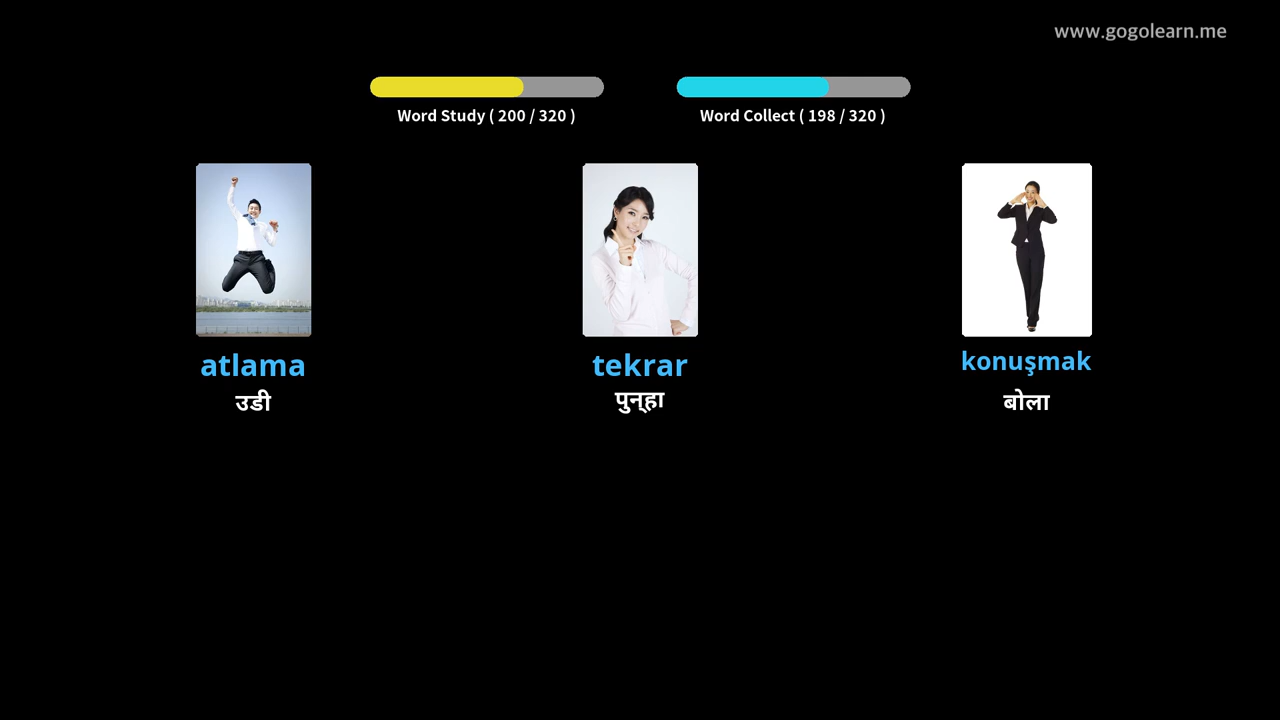 www.gogolearn.me
Word Study ( 200 / 320 )
Word Collect ( 198 / 320 )
atlama
उडी
tekrar
पुन्हा
konuşmak
बोला